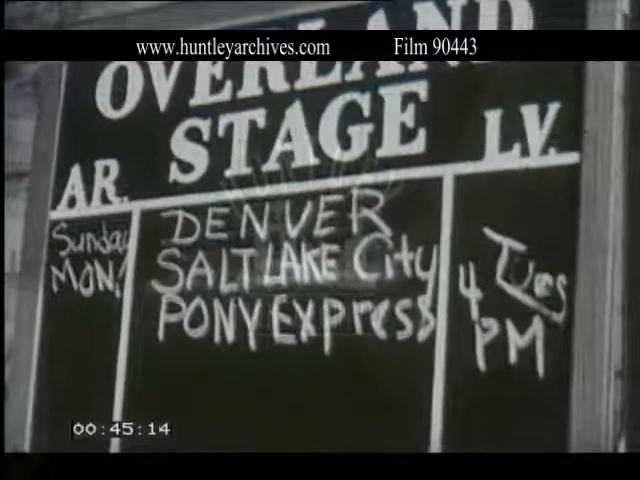 www.huntleyarchives.com Film 90443
OVERLAND
STAGE
AR. LV.
Sunday DENVER Tues
MON. SALT LAKE City 4
PONY Express PM
00:45:14